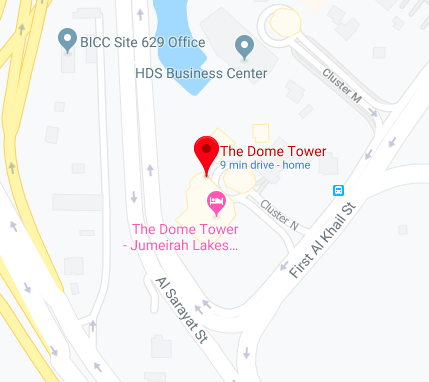 BICC Site 629 Office
HDS Business Center
Cluster M
The Dome Tower
9 min drive - home
The Dome Tower
- Jumeirah Lakes...
Cluster N
First Al Khail St
Al Sarayat St